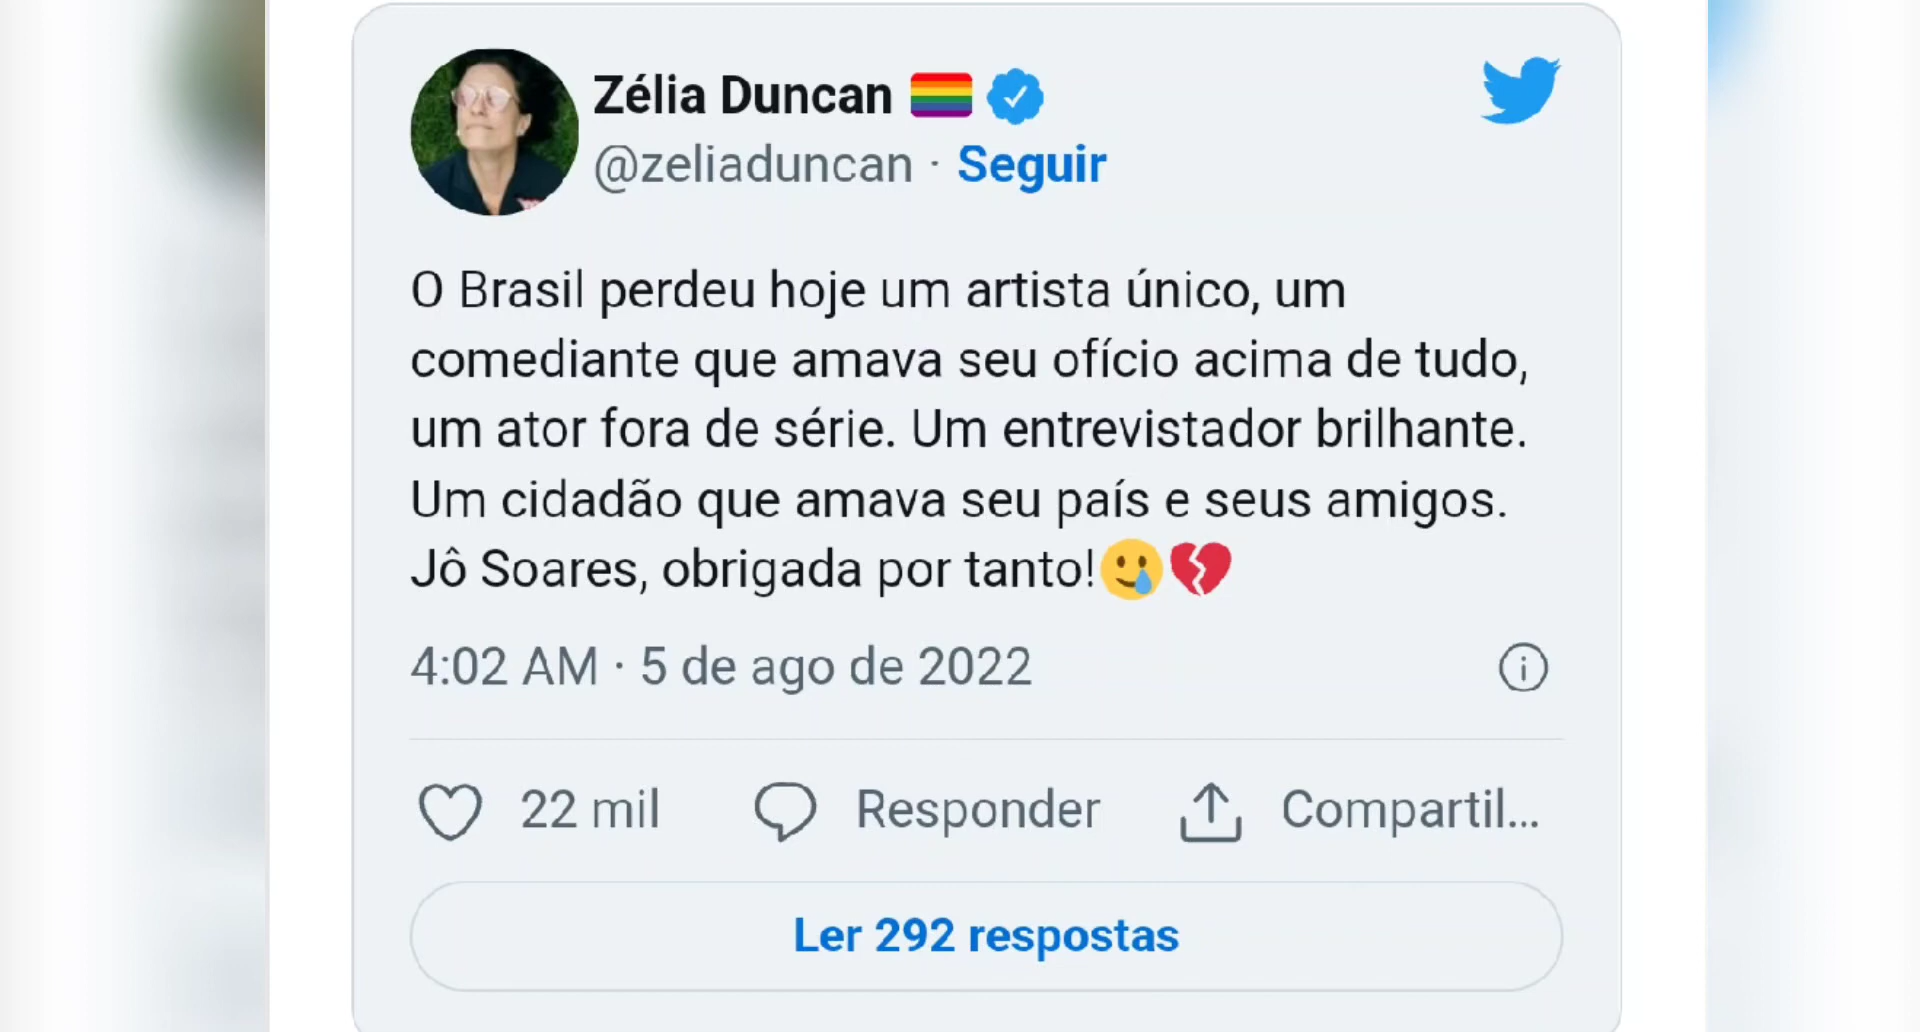 Zélia Duncan 🏳️‍🌈
@zeliaduncan · Seguir
O Brasil perdeu hoje um artista único, um
comediante que amava seu ofício acima de tudo,
um ator fora de série. Um entrevistador brilhante.
Um cidadão que amava seu país e seus amigos.
Jô Soares, obrigada por tanto!🥲💔
4:02 AM · 5 de ago de 2022
22 mil Responder Compartil...
Ler 292 respostas